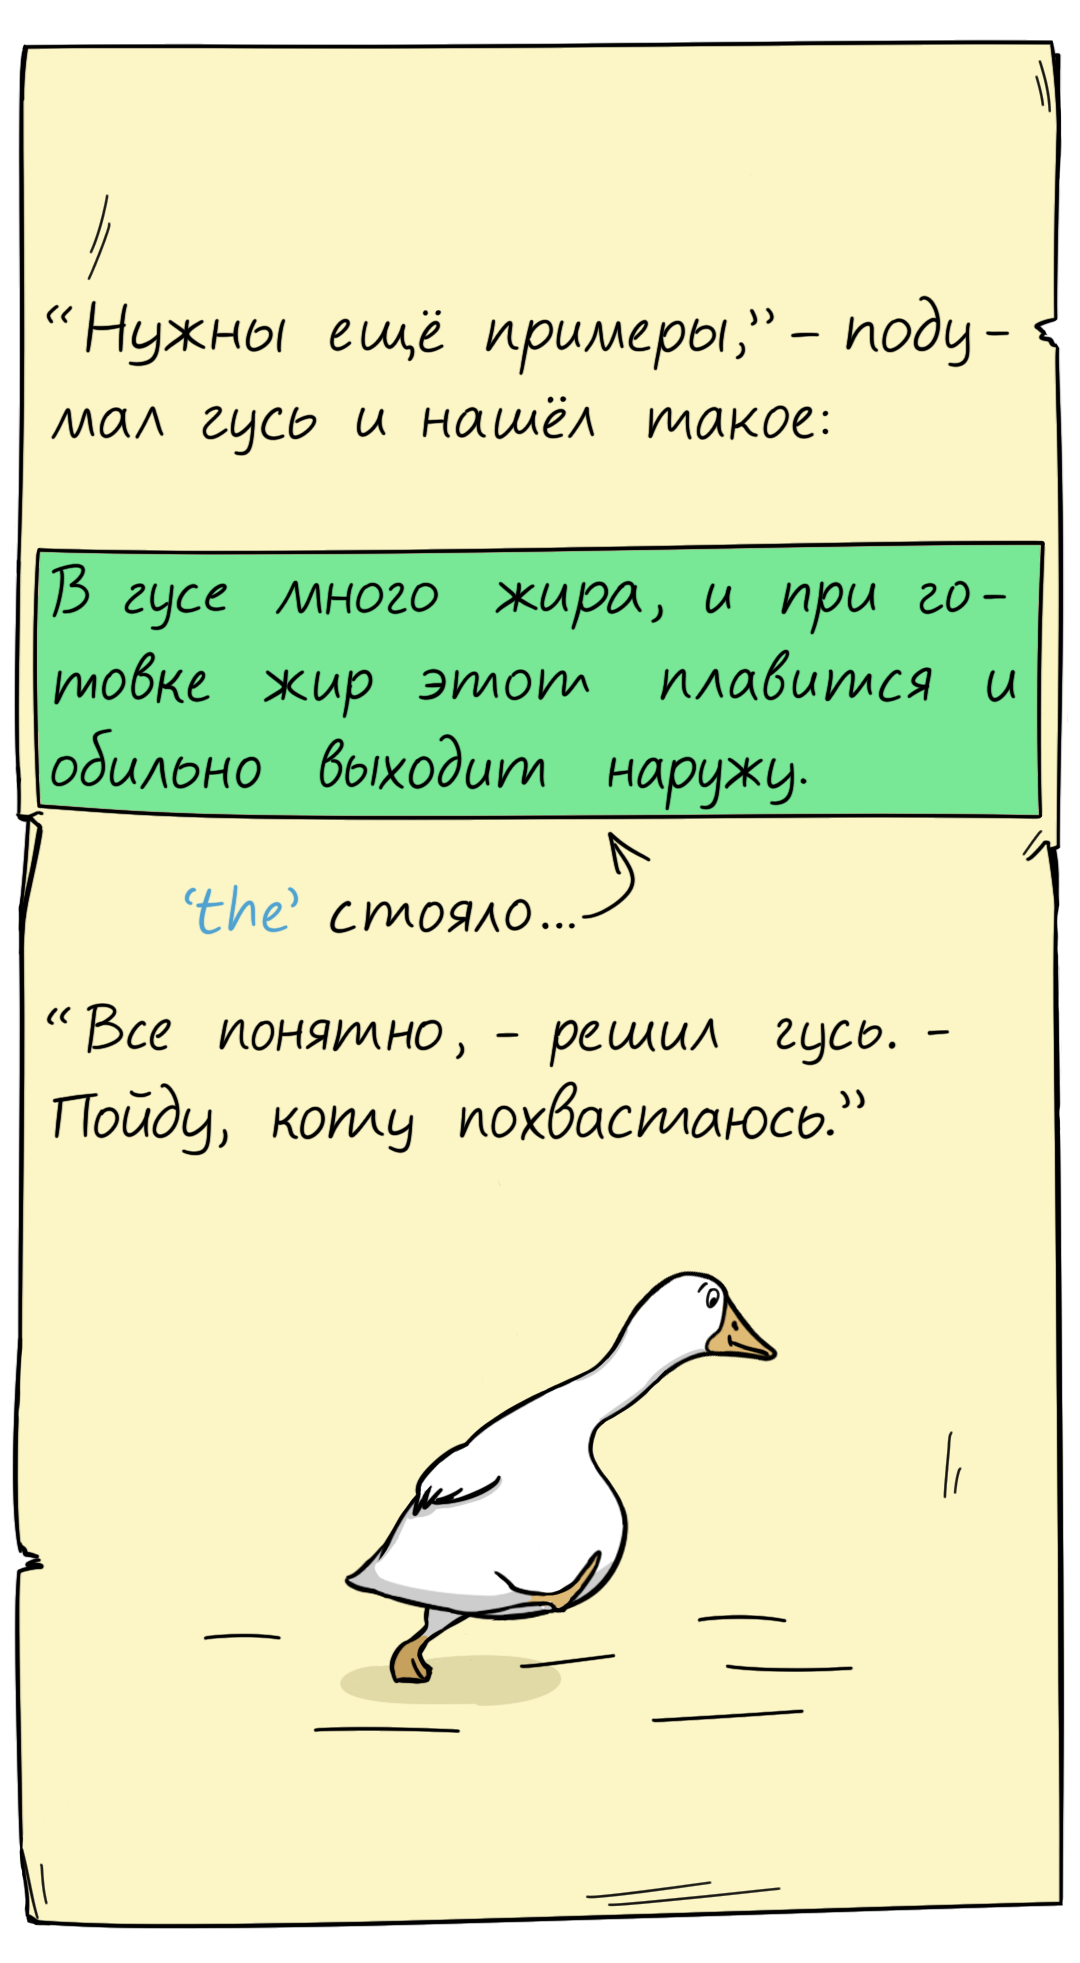 “Нужны ещё примеры,” – поду-
мал гусь и нашёл такое:
В гусе много жира, и при го-
товке жир этот плавится и
обильно выходит наружу.
‘the’ стояло...
“Все понятно, – решил гусь. –
Пойду, коту похвастаюсь.”